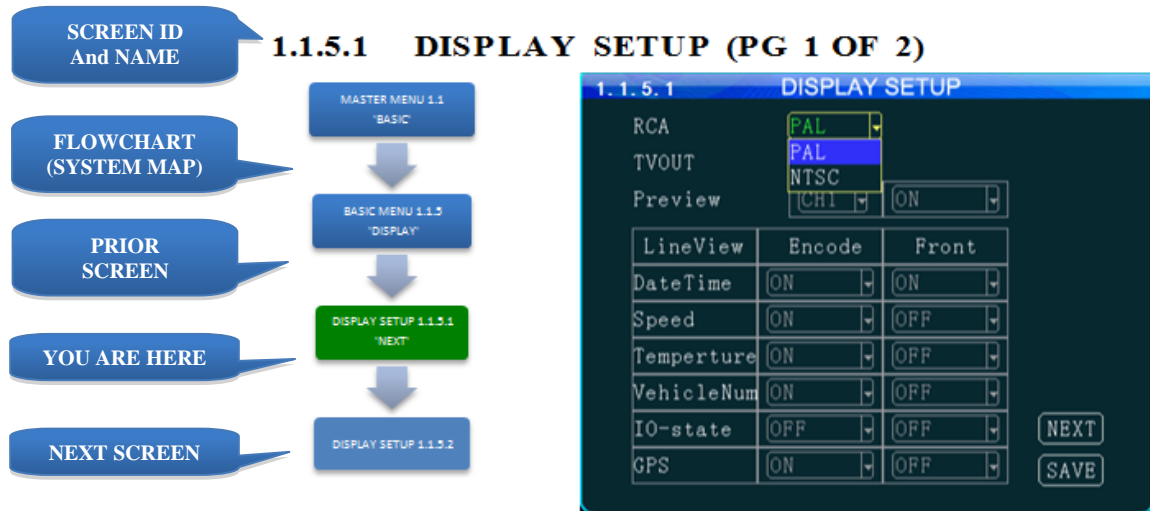 SCREEN ID
And NAME
1.1.5.1 DISPLAY SETUP (PG 1 OF 2)
FLOWCHART
(SYSTEM MAP)
PRIOR
SCREEN
YOU ARE HERE
NEXT SCREEN
MASTER MENU 1.1
"BASIC"
BASIC MENU 1.1.5
"DISPLAY"
DISPLAY SETUP 1.1.5.1
"NEXT"
DISPLAY SETUP 1.1.5.2
1.1.5.1 DISPLAY SETUP
RCA PAL
PAL
TVOUT
NTSC
Preview CH1 ON
LineView Encode Front
DateTime ON ON
Speed ON OFF
Temperture ON OFF
VehicleNum ON OFF
IO-state OFF OFF
NEXT
GPS ON OFF
SAVE